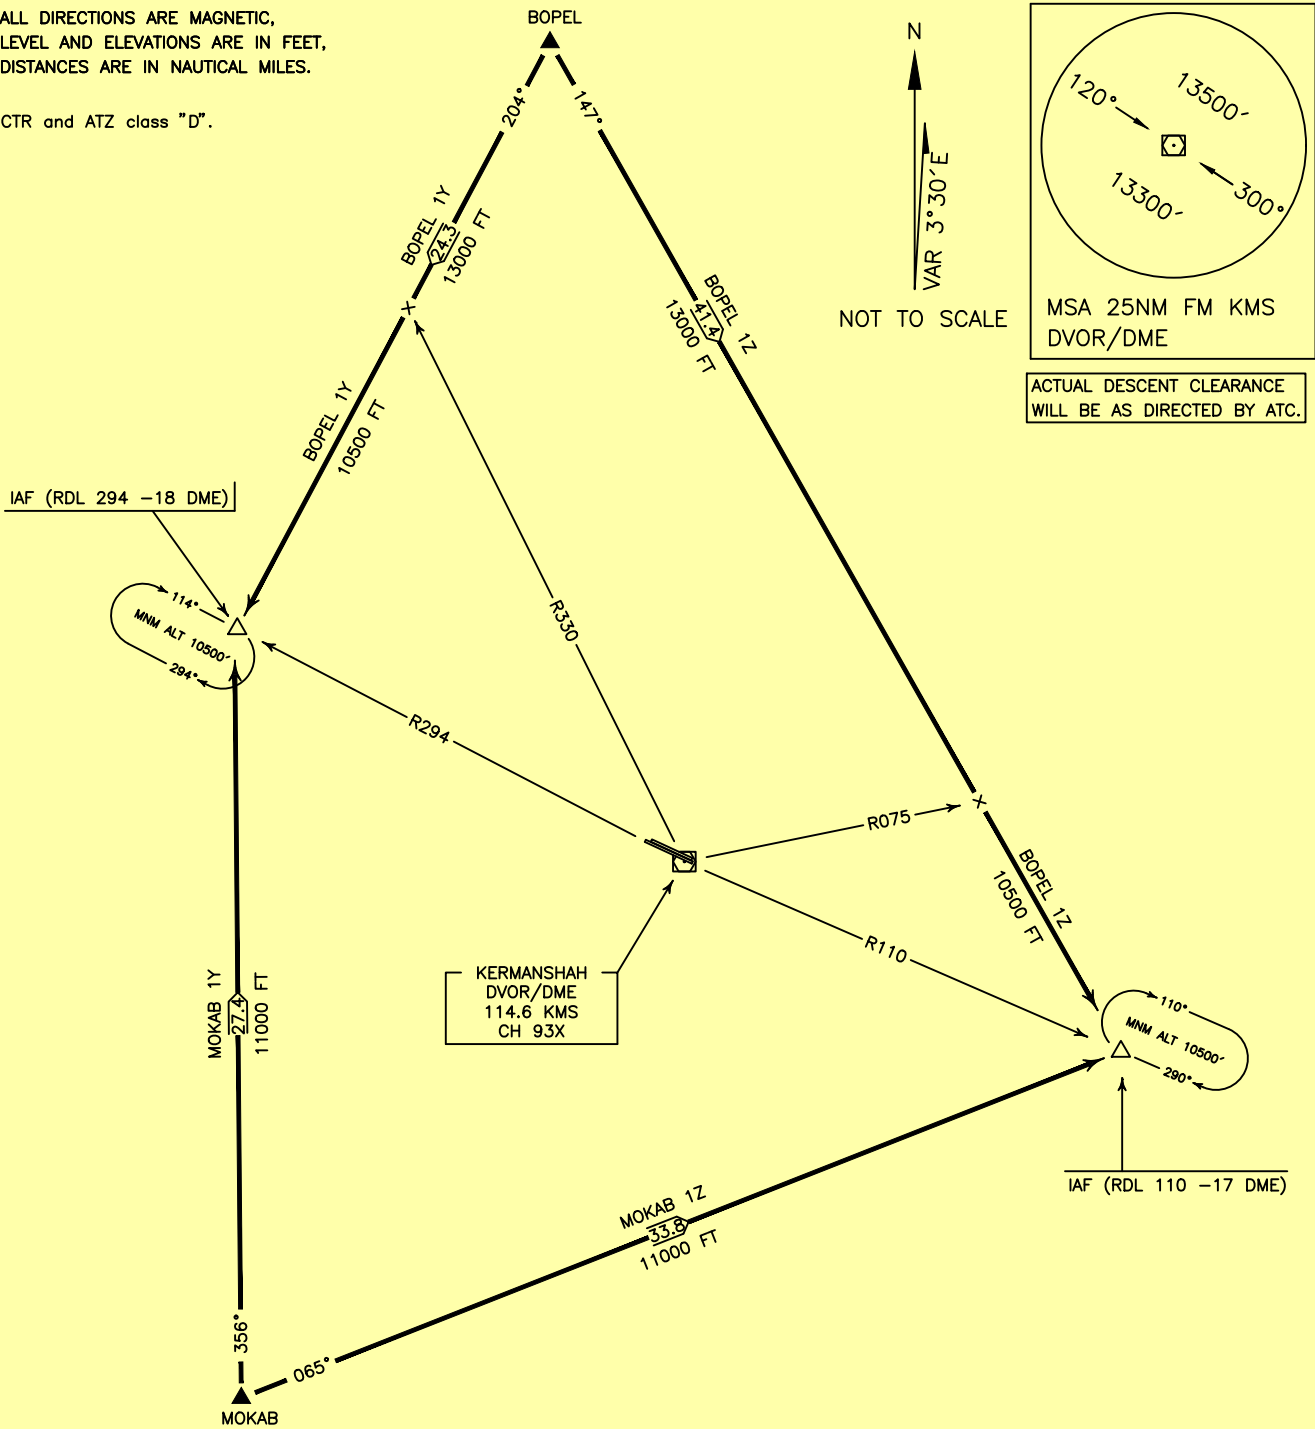 ALL DIRECTIONS ARE MAGNETIC,
LEVEL AND ELEVATIONS ARE IN FEET,
DISTANCES ARE IN NAUTICAL MILES.
CTR and ATZ class "D".
BOPEL
204°
147°
BOPEL 1Y
24.3
13000 FT
BOPEL 1Z
41.4
13000 FT
N
VAR 3°30´E
NOT TO SCALE
120°
13500´
13300´
300°
MSA 25NM FM KMS
DVOR/DME
ACTUAL DESCENT CLEARANCE
WILL BE AS DIRECTED BY ATC.
BOPEL 1Y
10500 FT
IAF (RDL 294 -18 DME)
114°
MNM ALT 10500´
294°
R330
R294
R075
R110
BOPEL 1Z
10500 FT
KERMANSHAH
DVOR/DME
114.6 KMS
CH 93X
110°
MNM ALT 10500´
290°
IAF (RDL 110 -17 DME)
MOKAB 1Y
27.4
11000 FT
MOKAB 1Z
33.8
11000 FT
356°
065°
MOKAB